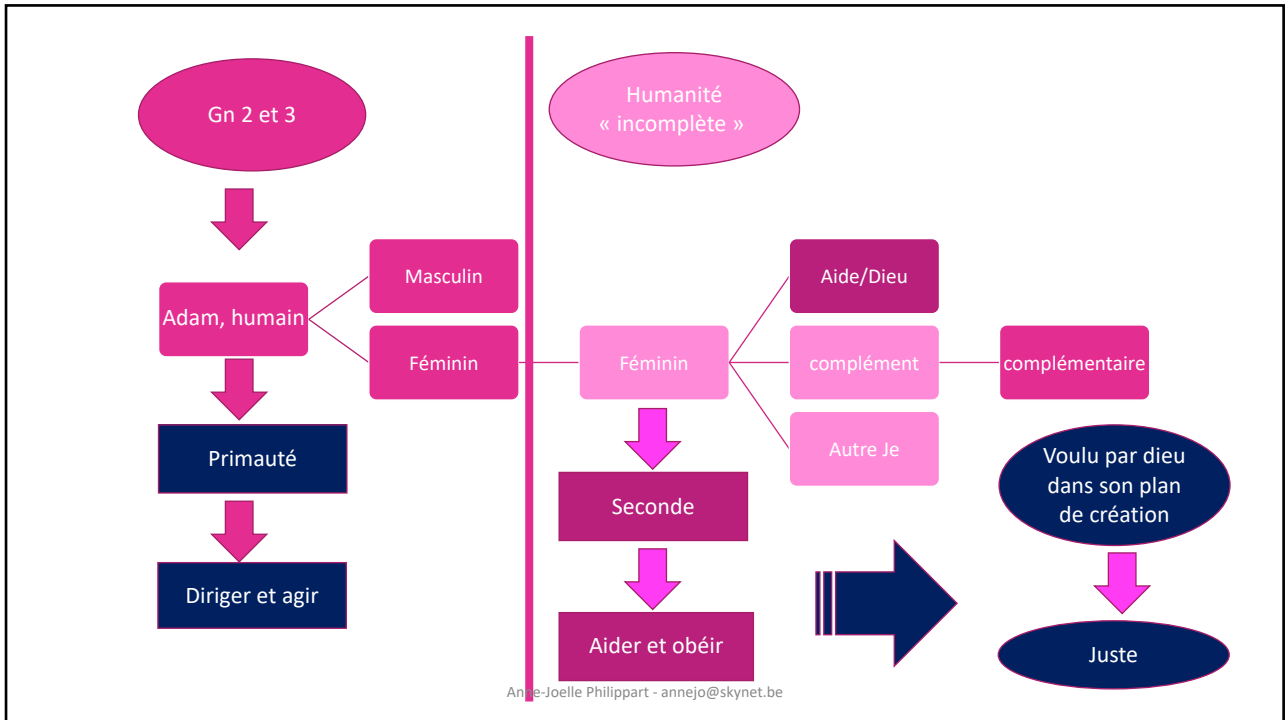 Gn 2 et 3
Humanité
« incomplète »
Masculin
Adam, humain
Féminin
Primauté
Diriger et agir
Féminin
Aide/Dieu
complément
complémentaire
Autre Je
Seconde
Aider et obéir
Voulu par dieu
dans son plan
de création
Juste
Anne-Joelle Philippart - annejo@skynet.be